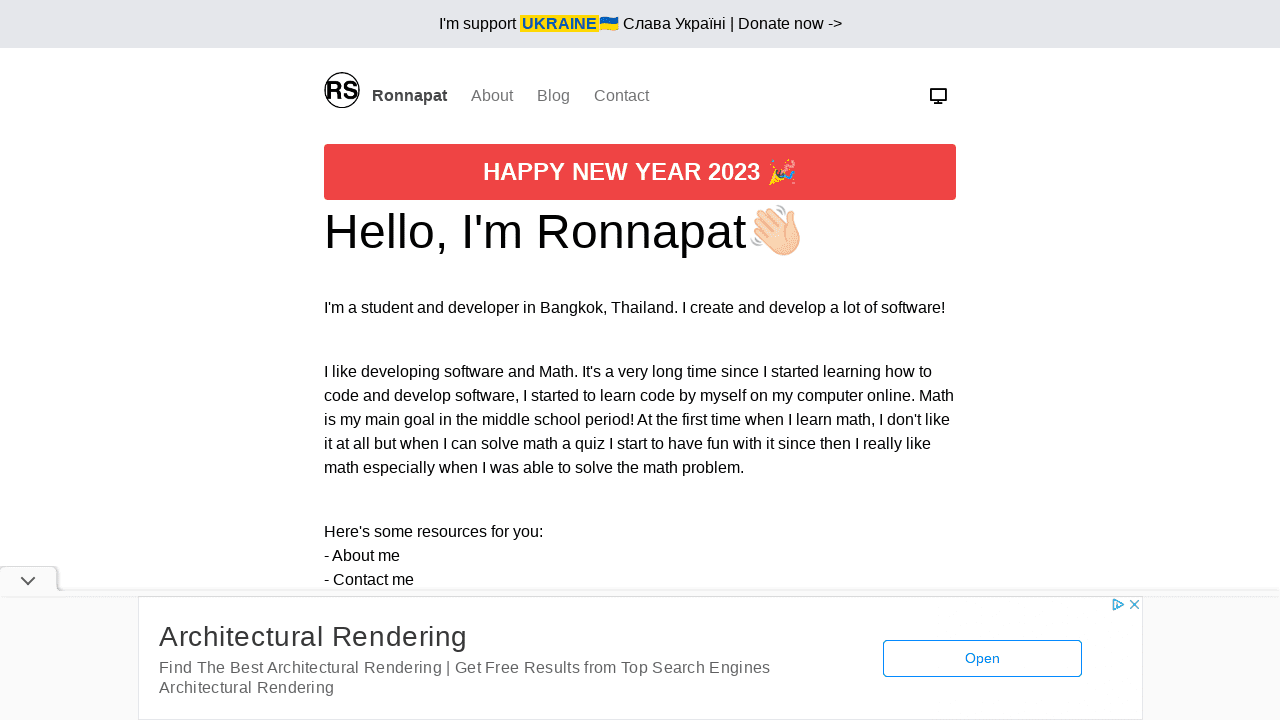 I'm support UKRAINE🇺🇦 Слава Україні | Donate now ->
RS Ronnapat About Blog Contact
HAPPY NEW YEAR 2023 🎉
Hello, I'm Ronnapat👋🏻
I'm a student and developer in Bangkok, Thailand. I create and develop a lot of software!
I like developing software and Math. It's a very long time since I started learning how to
code and develop software, I started to learn code by myself on my computer online. Math
is my main goal in the middle school period! At the first time when I learn math, I don't like
it at all but when I can solve math a quiz I start to have fun with it since then I really like
math especially when I was able to solve the math problem.
Here's some resources for you:
- About me
- Contact me
Architectural Rendering
Find The Best Architectural Rendering | Get Free Results from Top Search Engines
Architectural Rendering
Open